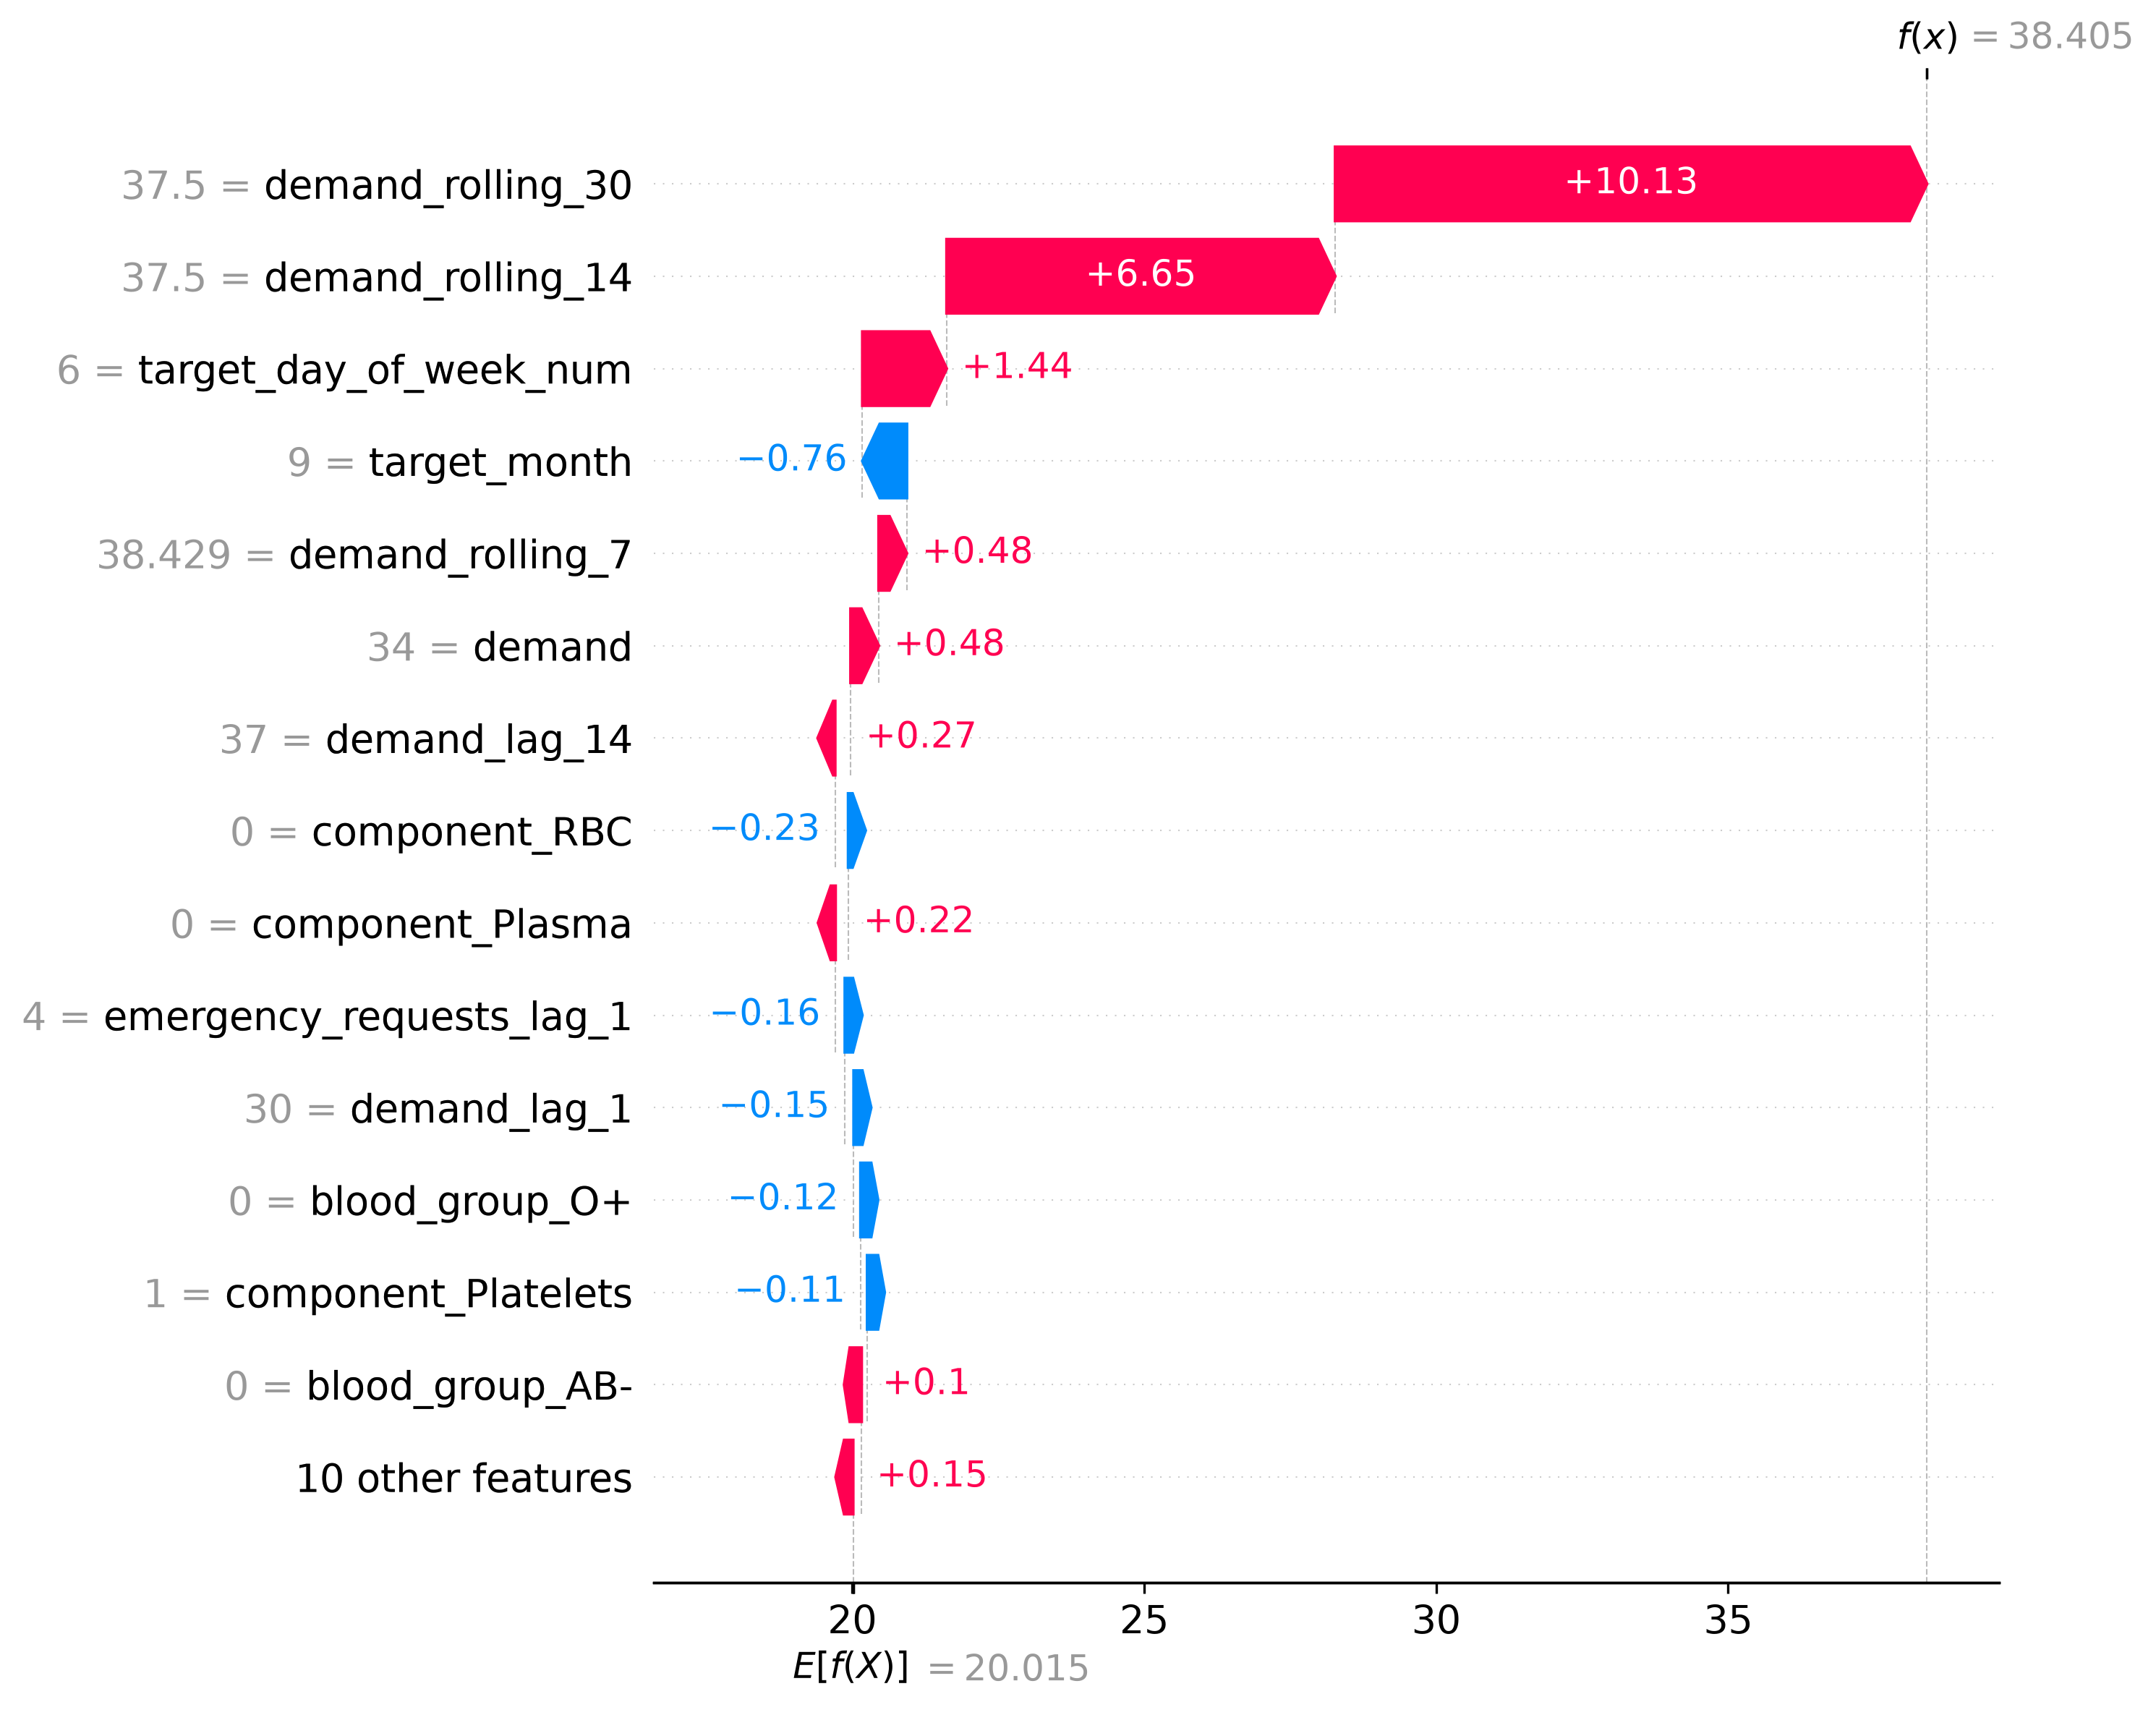 f(x) = 38.405
37.5 = demand_rolling_30
+10.13
37.5 = demand_rolling_14
+6.65
6 = target_day_of_week_num
+1.44
9 = target_month
−0.76
38.429 = demand_rolling_7
+0.48
34 = demand
+0.48
37 = demand_lag_14
+0.27
0 = component_RBC
−0.23
0 = component_Plasma
+0.22
4 = emergency_requests_lag_1
−0.16
30 = demand_lag_1
−0.15
0 = blood_group_O+
−0.12
1 = component_Platelets
−0.11
0 = blood_group_AB-
+0.1
10 other features
+0.15
20 25 30 35
E[f(X)] = 20.015